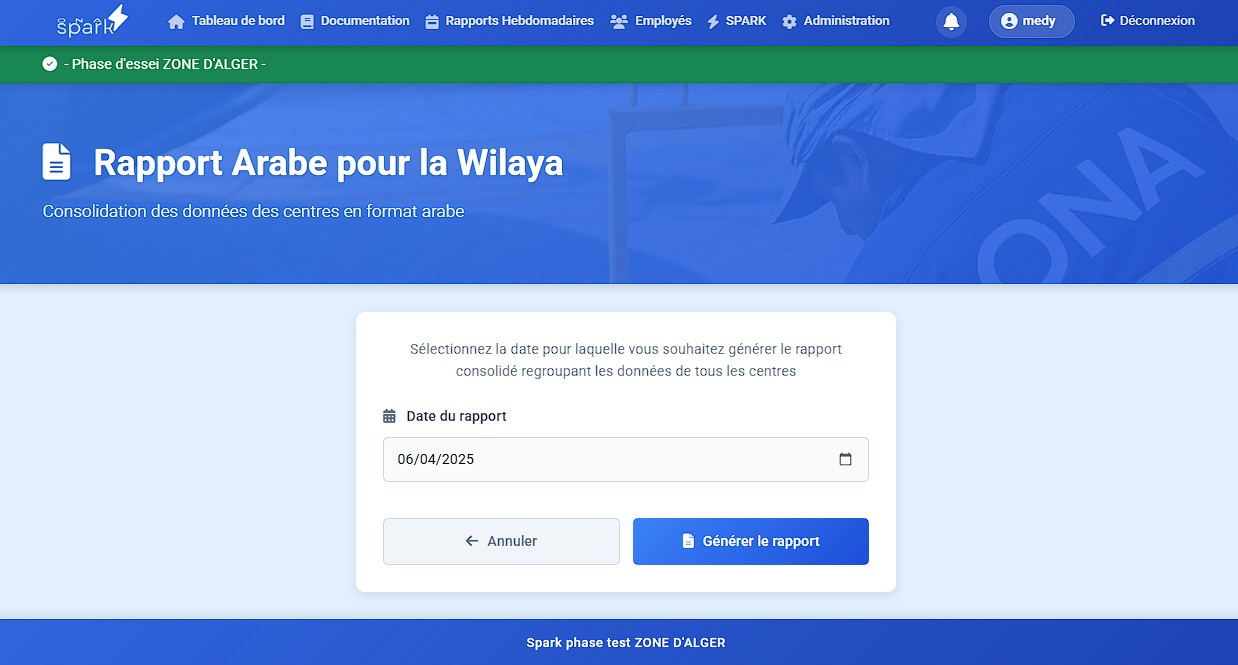 ONA
spark
Tableau de bord
Documentation
Rapports Hebdomadaires
Employés
SPARK
Administration
medy
Déconnexion
- Phase d'essei ZONE D'ALGER -
Rapport Arabe pour la Wilaya
Consolidation des données des centres en format arabe
ONA
Sélectionnez la date pour laquelle vous souhaitez générer le rapport
consolidé regroupant les données de tous les centres
Date du rapport
06/04/2025
Annuler
Générer le rapport
Spark phase test ZONE D'ALGER